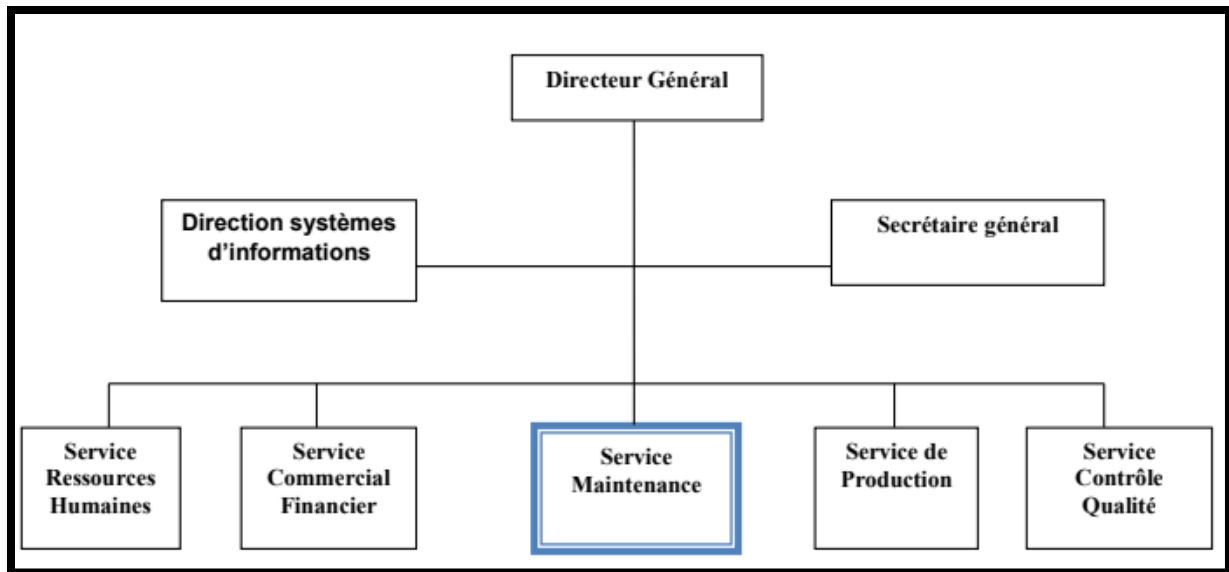 Directeur Général
Direction systèmes
d'informations
Secrétaire général
Service
Ressources
Humaines
Service
Commercial
Financier
Service
Maintenance
Service de
Production
Service
Contrôle
Qualité